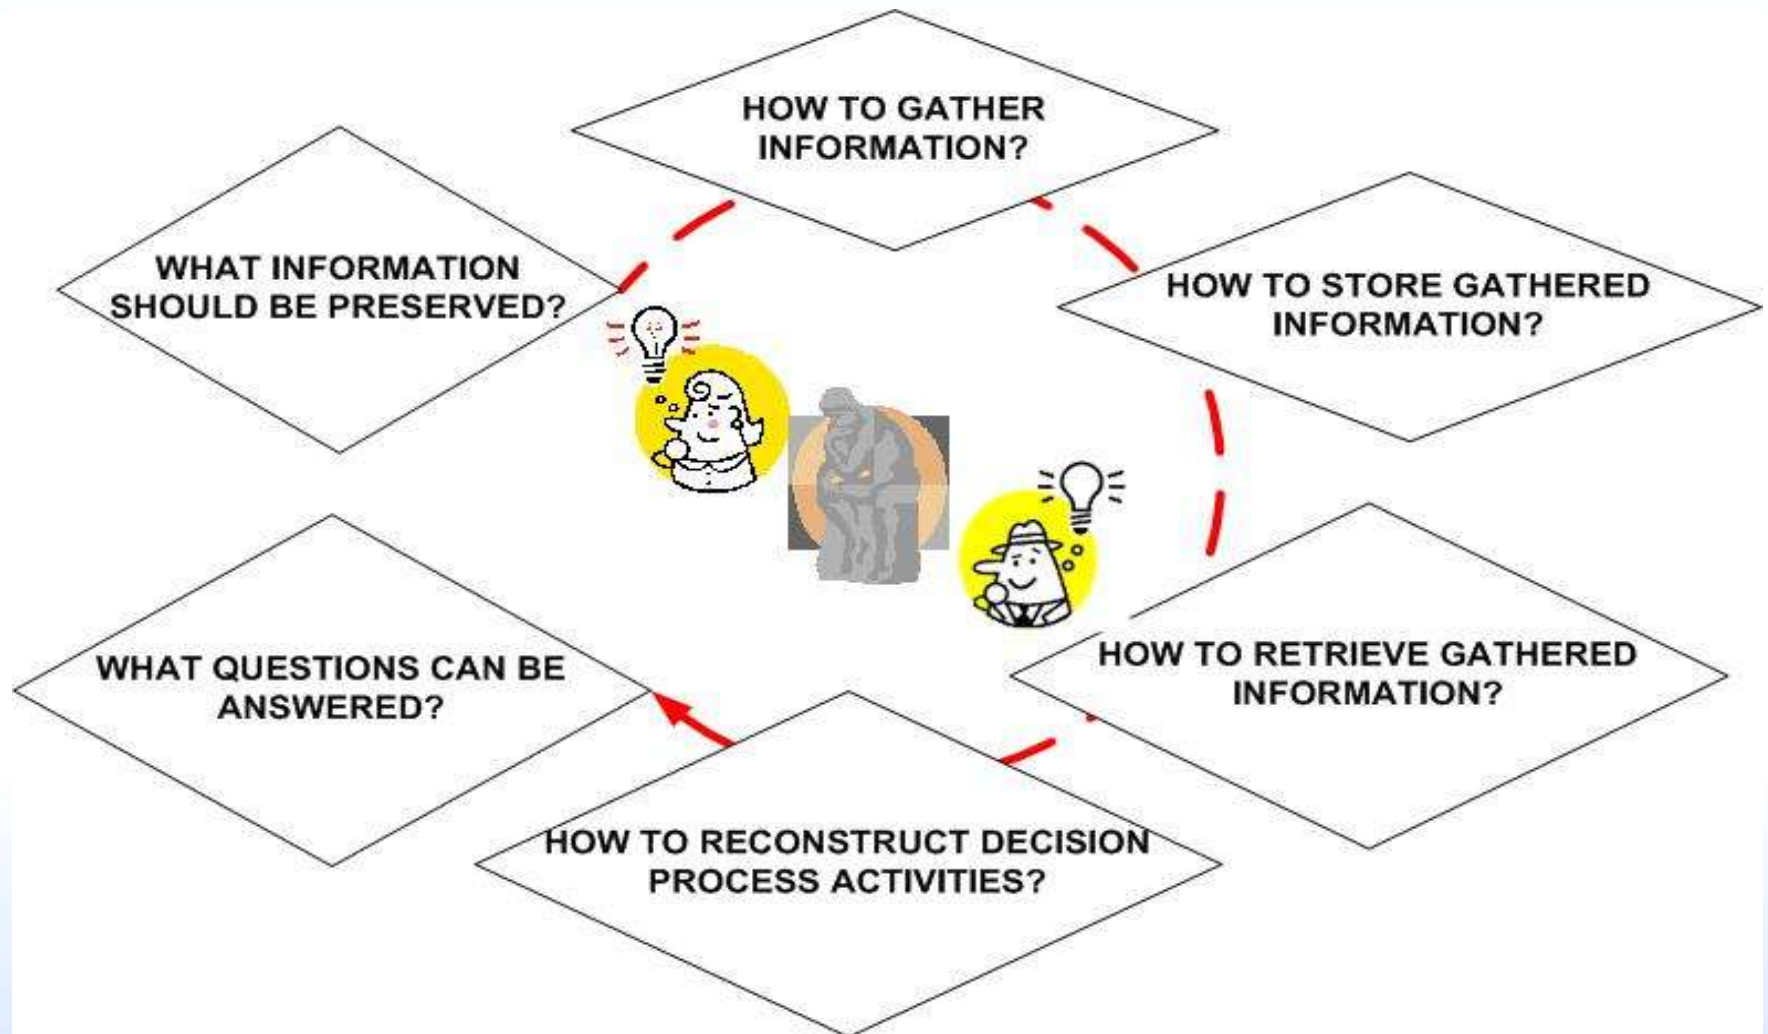 HOW TO GATHER
INFORMATION?
WHAT INFORMATION
SHOULD BE PRESERVED?
HOW TO STORE GATHERED
INFORMATION?
HOW TO RETRIEVE GATHERED
INFORMATION?
WHAT QUESTIONS CAN BE
ANSWERED?
HOW TO RECONSTRUCT DECISION
PROCESS ACTIVITIES?